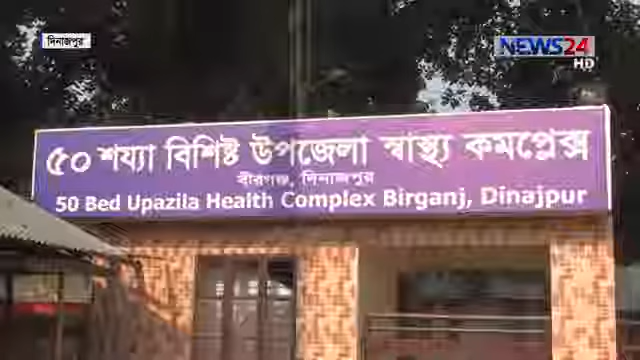 দিনাজপুর
NEWS24
HD
৫০ শয্যা বিশিষ্ট উপজেলা স্বাস্থ্য কমপ্লেক্স
বীরগঞ্জ, দিনাজপুর
50 Bed Upazila Health Complex Birganj, Dinajpur